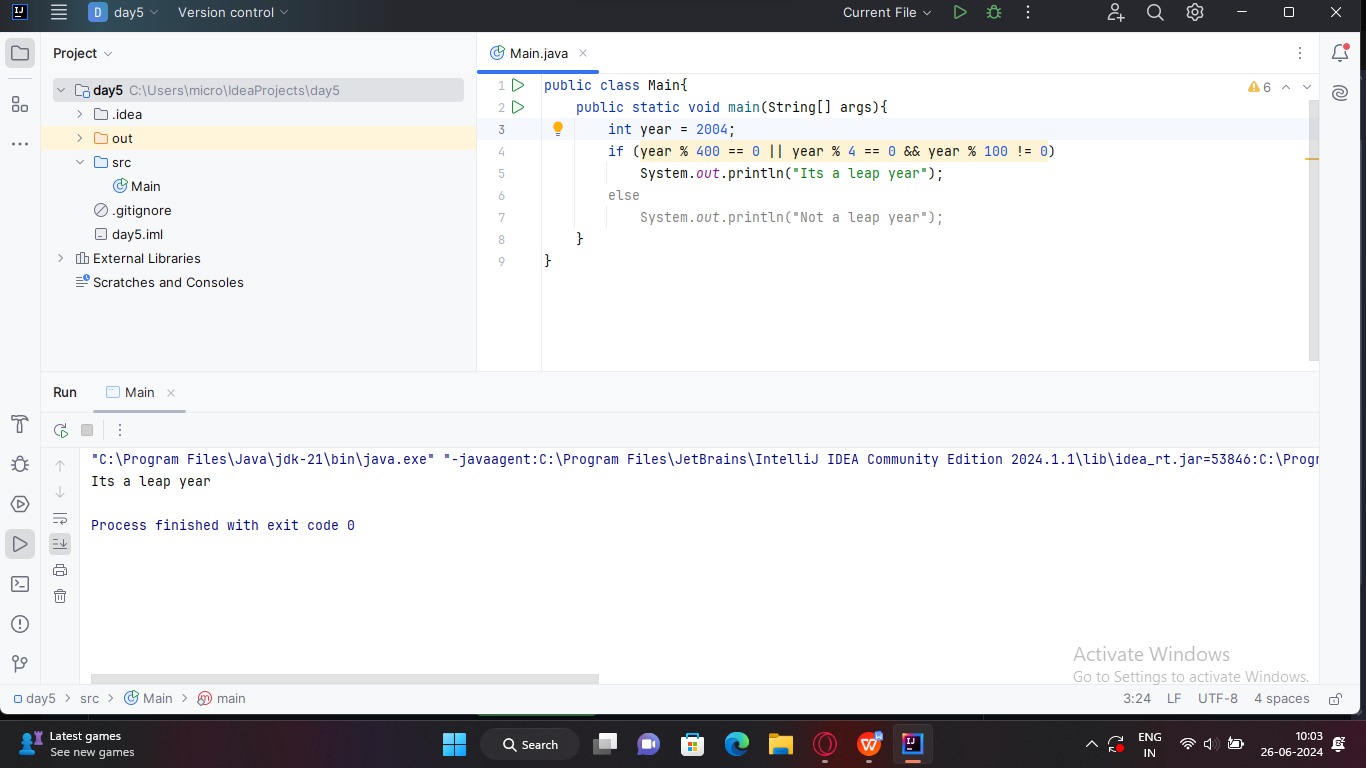 day5
Version control
Current File
Project
Main.java
day5 C:\Users\micro\IdeaProjects\day5
.idea
out
src
Main
.gitignore
day5.iml
External Libraries
Scratches and Consoles
6
1 public class Main{
2 public static void main(String[] args){
3 int year = 2004;
4 if (year % 400 == 0 || year % 4 == 0 && year % 100 != 0)
5 System.out.println("Its a leap year");
6 else
7 System.out.println("Not a leap year");
8 }
9 }
Run Main
"C:\Program Files\Java\jdk-21\bin\java.exe" "-javaagent:C:\Program Files\JetBrains\IntelliJ IDEA Community Edition 2024.1.1\lib\idea_rt.jar=53846:C:\Progr
Its a leap year
Process finished with exit code 0
Activate Windows
Go to Settings to activate Windows.
day5 > src > Main > main
3:24 LF UTF-8 4 spaces
Latest games
See new games
Search
ENG
IN
10:03
26-06-2024